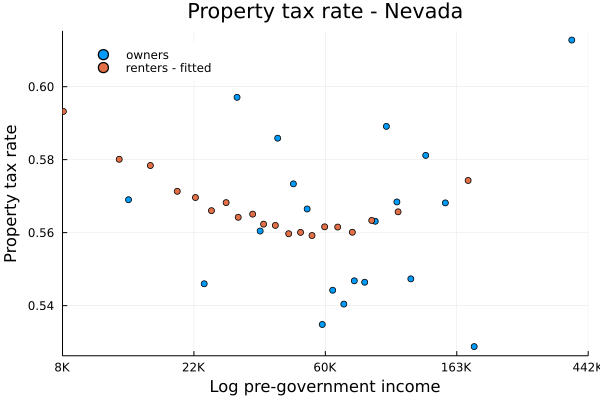 Property tax rate - Nevada
owners
renters - fitted
0.60
0.58
0.56
0.54
Property tax rate
8K 22K 60K 163K 442K
Log pre-government income